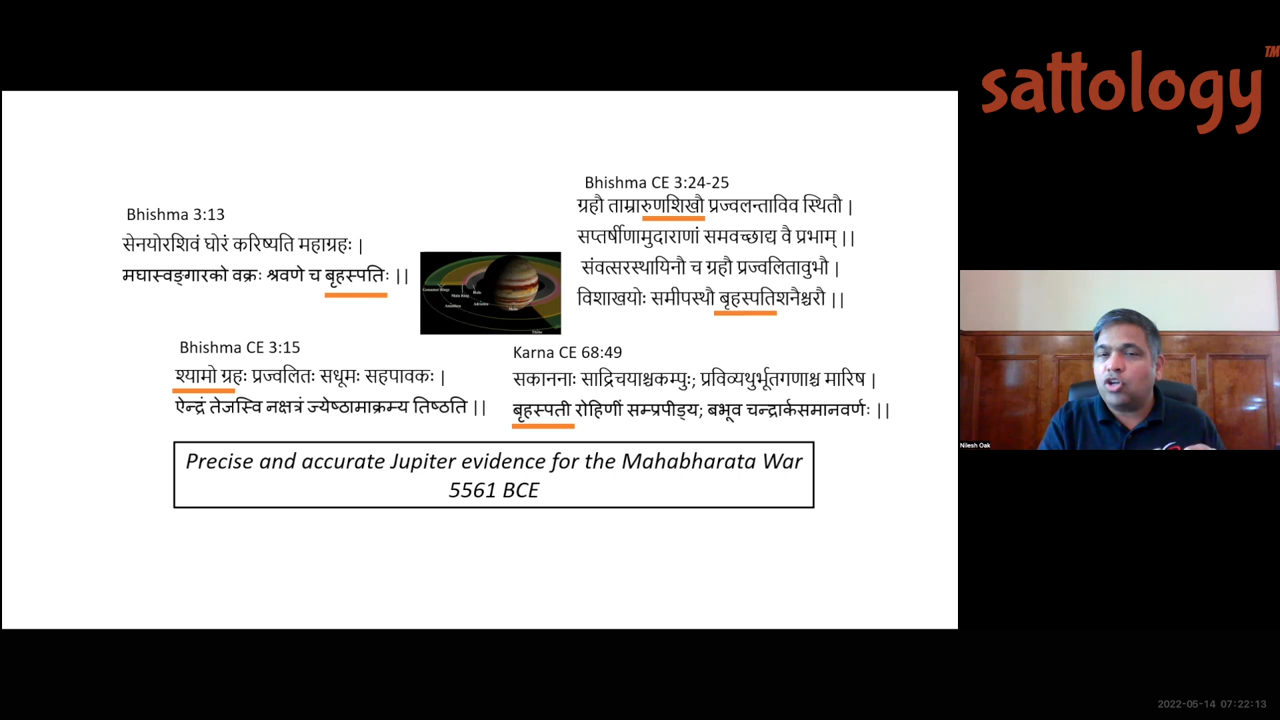 sattology TM
Bhishma 3:13
सेनयोरशिवं घोरं करिष्यति महाग्रहः |
मघास्वङ्गारको वक्रः श्रवणे च बृहस्पतिः ||
Bhishma CE 3:24-25
ग्रहौ ताम्रारुणशिखौ प्रज्वलन्ताविव स्थितौ |
सप्तर्षीणामुदाराणां समवच्छाद्य वै प्रभाम् ||
संवत्सरस्थायिनौ च ग्रहौ प्रज्वलितावुभौ |
विशाखयोः समीपस्थौ बृहस्पतिशनैश्चरौ ||
Bhishma CE 3:15
श्यामो ग्रहः प्रज्वलितः सधूमः सहपावकः |
ऐन्द्रं तेजस्वि नक्षत्रं ज्येष्ठामाक्रम्य तिष्ठति ||
Karna CE 68:49
सकाननाः साद्रिचयाश्चकम्पुः; प्रविव्यथुर्भूतगणाश्च मारिष |
बृहस्पती रोहिणीं सम्प्रपीड्य; बभूव चन्द्रार्कसमानवर्णः ||
Precise and accurate Jupiter evidence for the Mahabharata War
5561 BCE
Nilesh Oak
2022-05-14 07:22:13